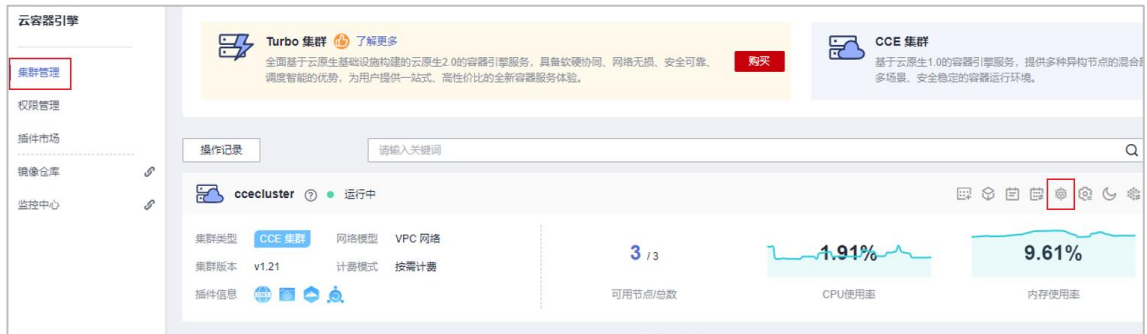 云容器引擎
集群管理
权限管理
插件市场
镜像仓库
监控中心
Turbo 集群 了解更多
全面基于云原生基础设施构建的云原生2.0的容器引擎服务，具备软硬协同、网络无损、安全可靠、
调度智能的优势，为用户提供一站式、高性价比的全新容器服务体验。
购买
CCE 集群
基于云原生1.0的容器引擎服务，提供多种异构节点的混合部
多场景、安全稳定的容器运行环境。
操作记录
请输入关键词
ccecluster 运行中
集群类型 CCE 集群 网络模型 VPC 网络
集群版本 v1.21 计费模式 按需计费
插件信息
3 /3
可用节点/总数
1.91%
CPU使用率
9.61%
内存使用率